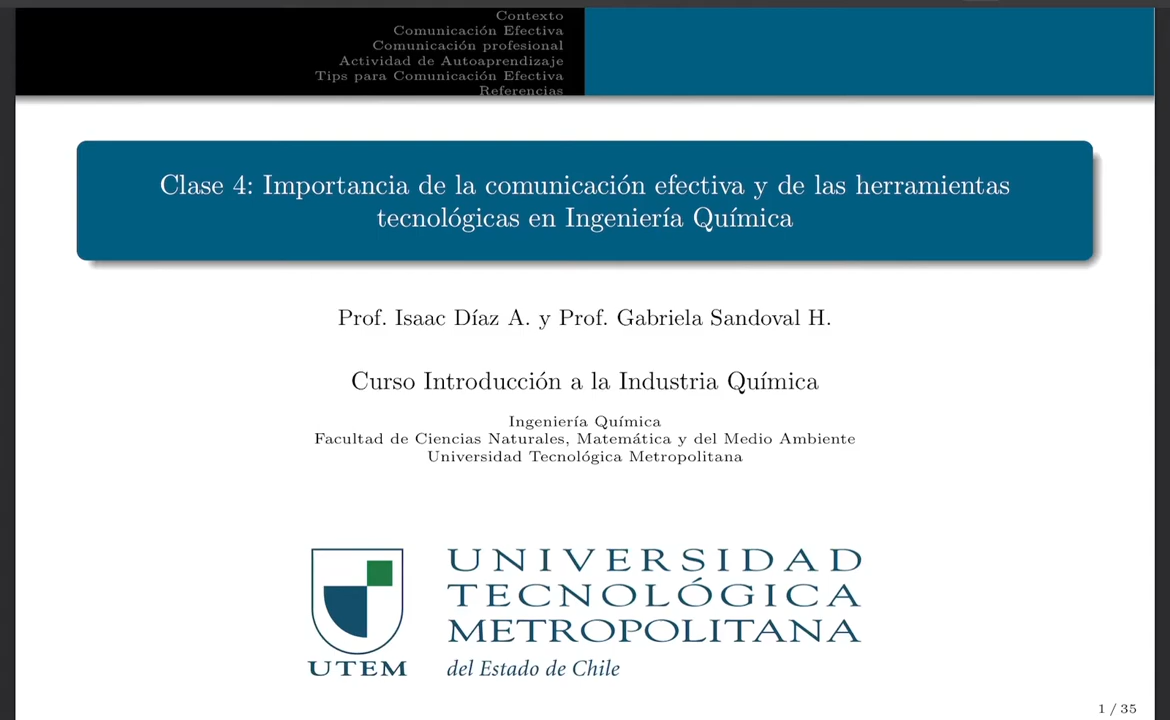 Contexto
Comunicación Efectiva
Comunicación profesional
Actividad de Autoaprendizaje
Tips para Comunicación Efectiva
Referencias
Clase 4: Importancia de la comunicación efectiva y de las herramientas
tecnológicas en Ingeniería Química
Prof. Isaac Díaz A. y Prof. Gabriela Sandoval H.
Curso Introducción a la Industria Química
Ingeniería Química
Facultad de Ciencias Naturales, Matemática y del Medio Ambiente
Universidad Tecnológica Metropolitana
UNIVERSIDAD
TECNOLÓGICA
METROPOLITANA
UTEM
del Estado de Chile
1 / 35